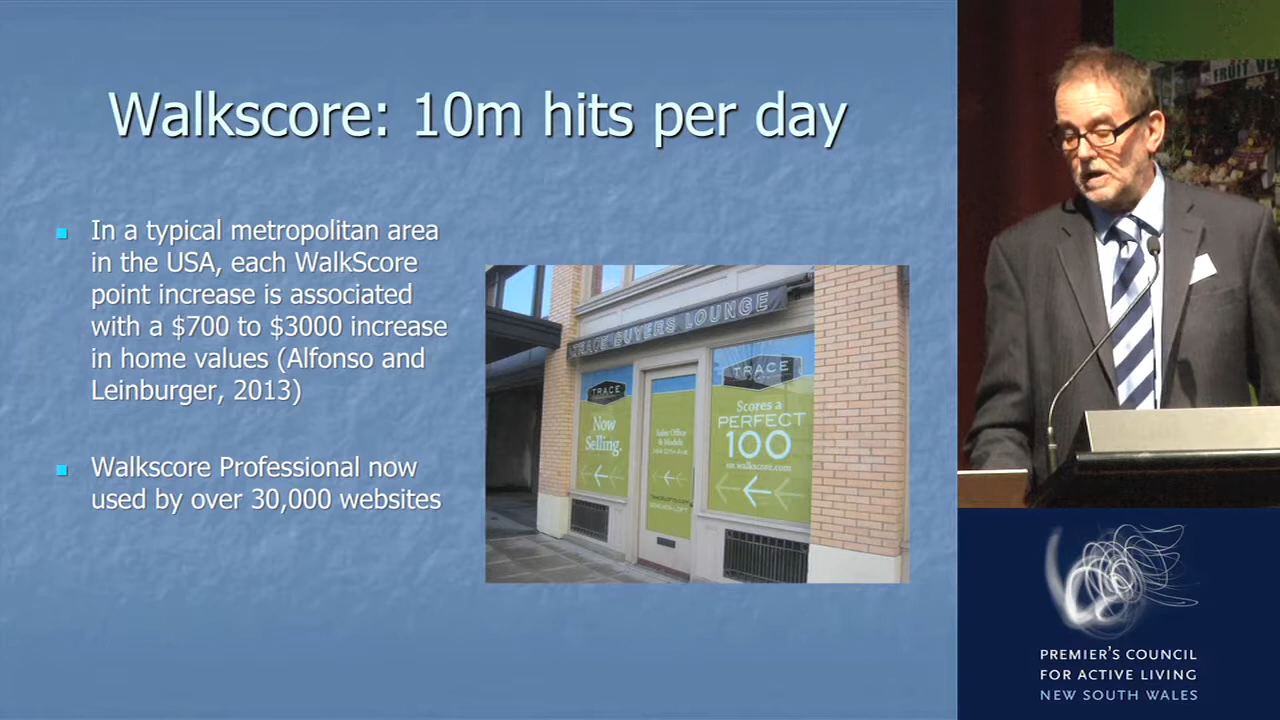 Walkscore: 10m hits per day
In a typical metropolitan area
in the USA, each WalkScore
point increase is associated
with a $700 to $3000 increase
in home values (Alfonso and
Leinburger, 2013)
Walkscore Professional now
used by over 30,000 websites
TRACE BUYERS LOUNGE
TRACE
Now
Selling.
Sales Office
& Models
TRACE
Scores a
PERFECT
100
on walkscore.com
FRUIT
PREMIER'S COUNCIL
FOR ACTIVE LIVING
NEW SOUTH WALES